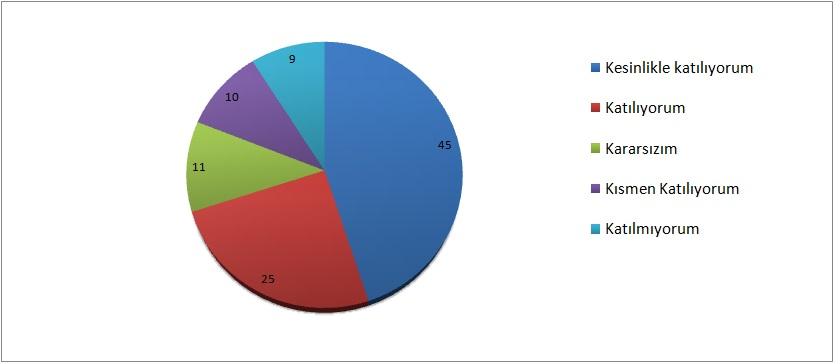 9
10
45
11
25
Kesinlikle katılıyorum
Katılıyorum
Kararsızım
Kısmen Katılıyorum
Katılmıyorum